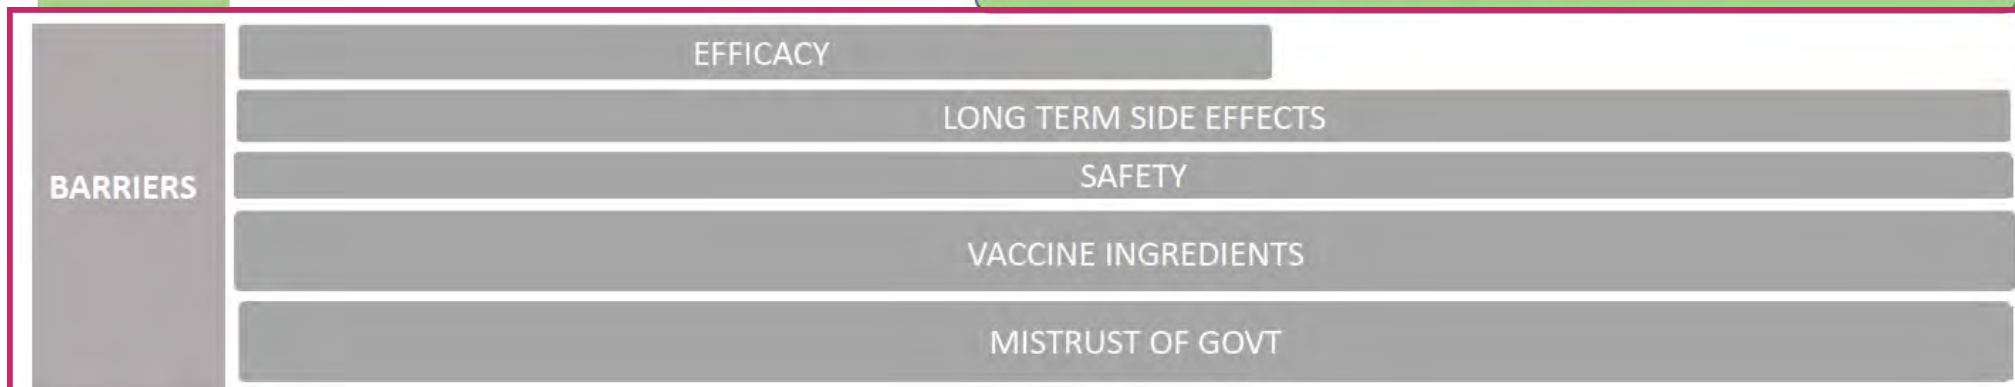 EFFICACY
LONG TERM SIDE EFFECTS
SAFETY
BARRIERS
VACCINE INGREDIENTS
MISTRUST OF GOVT